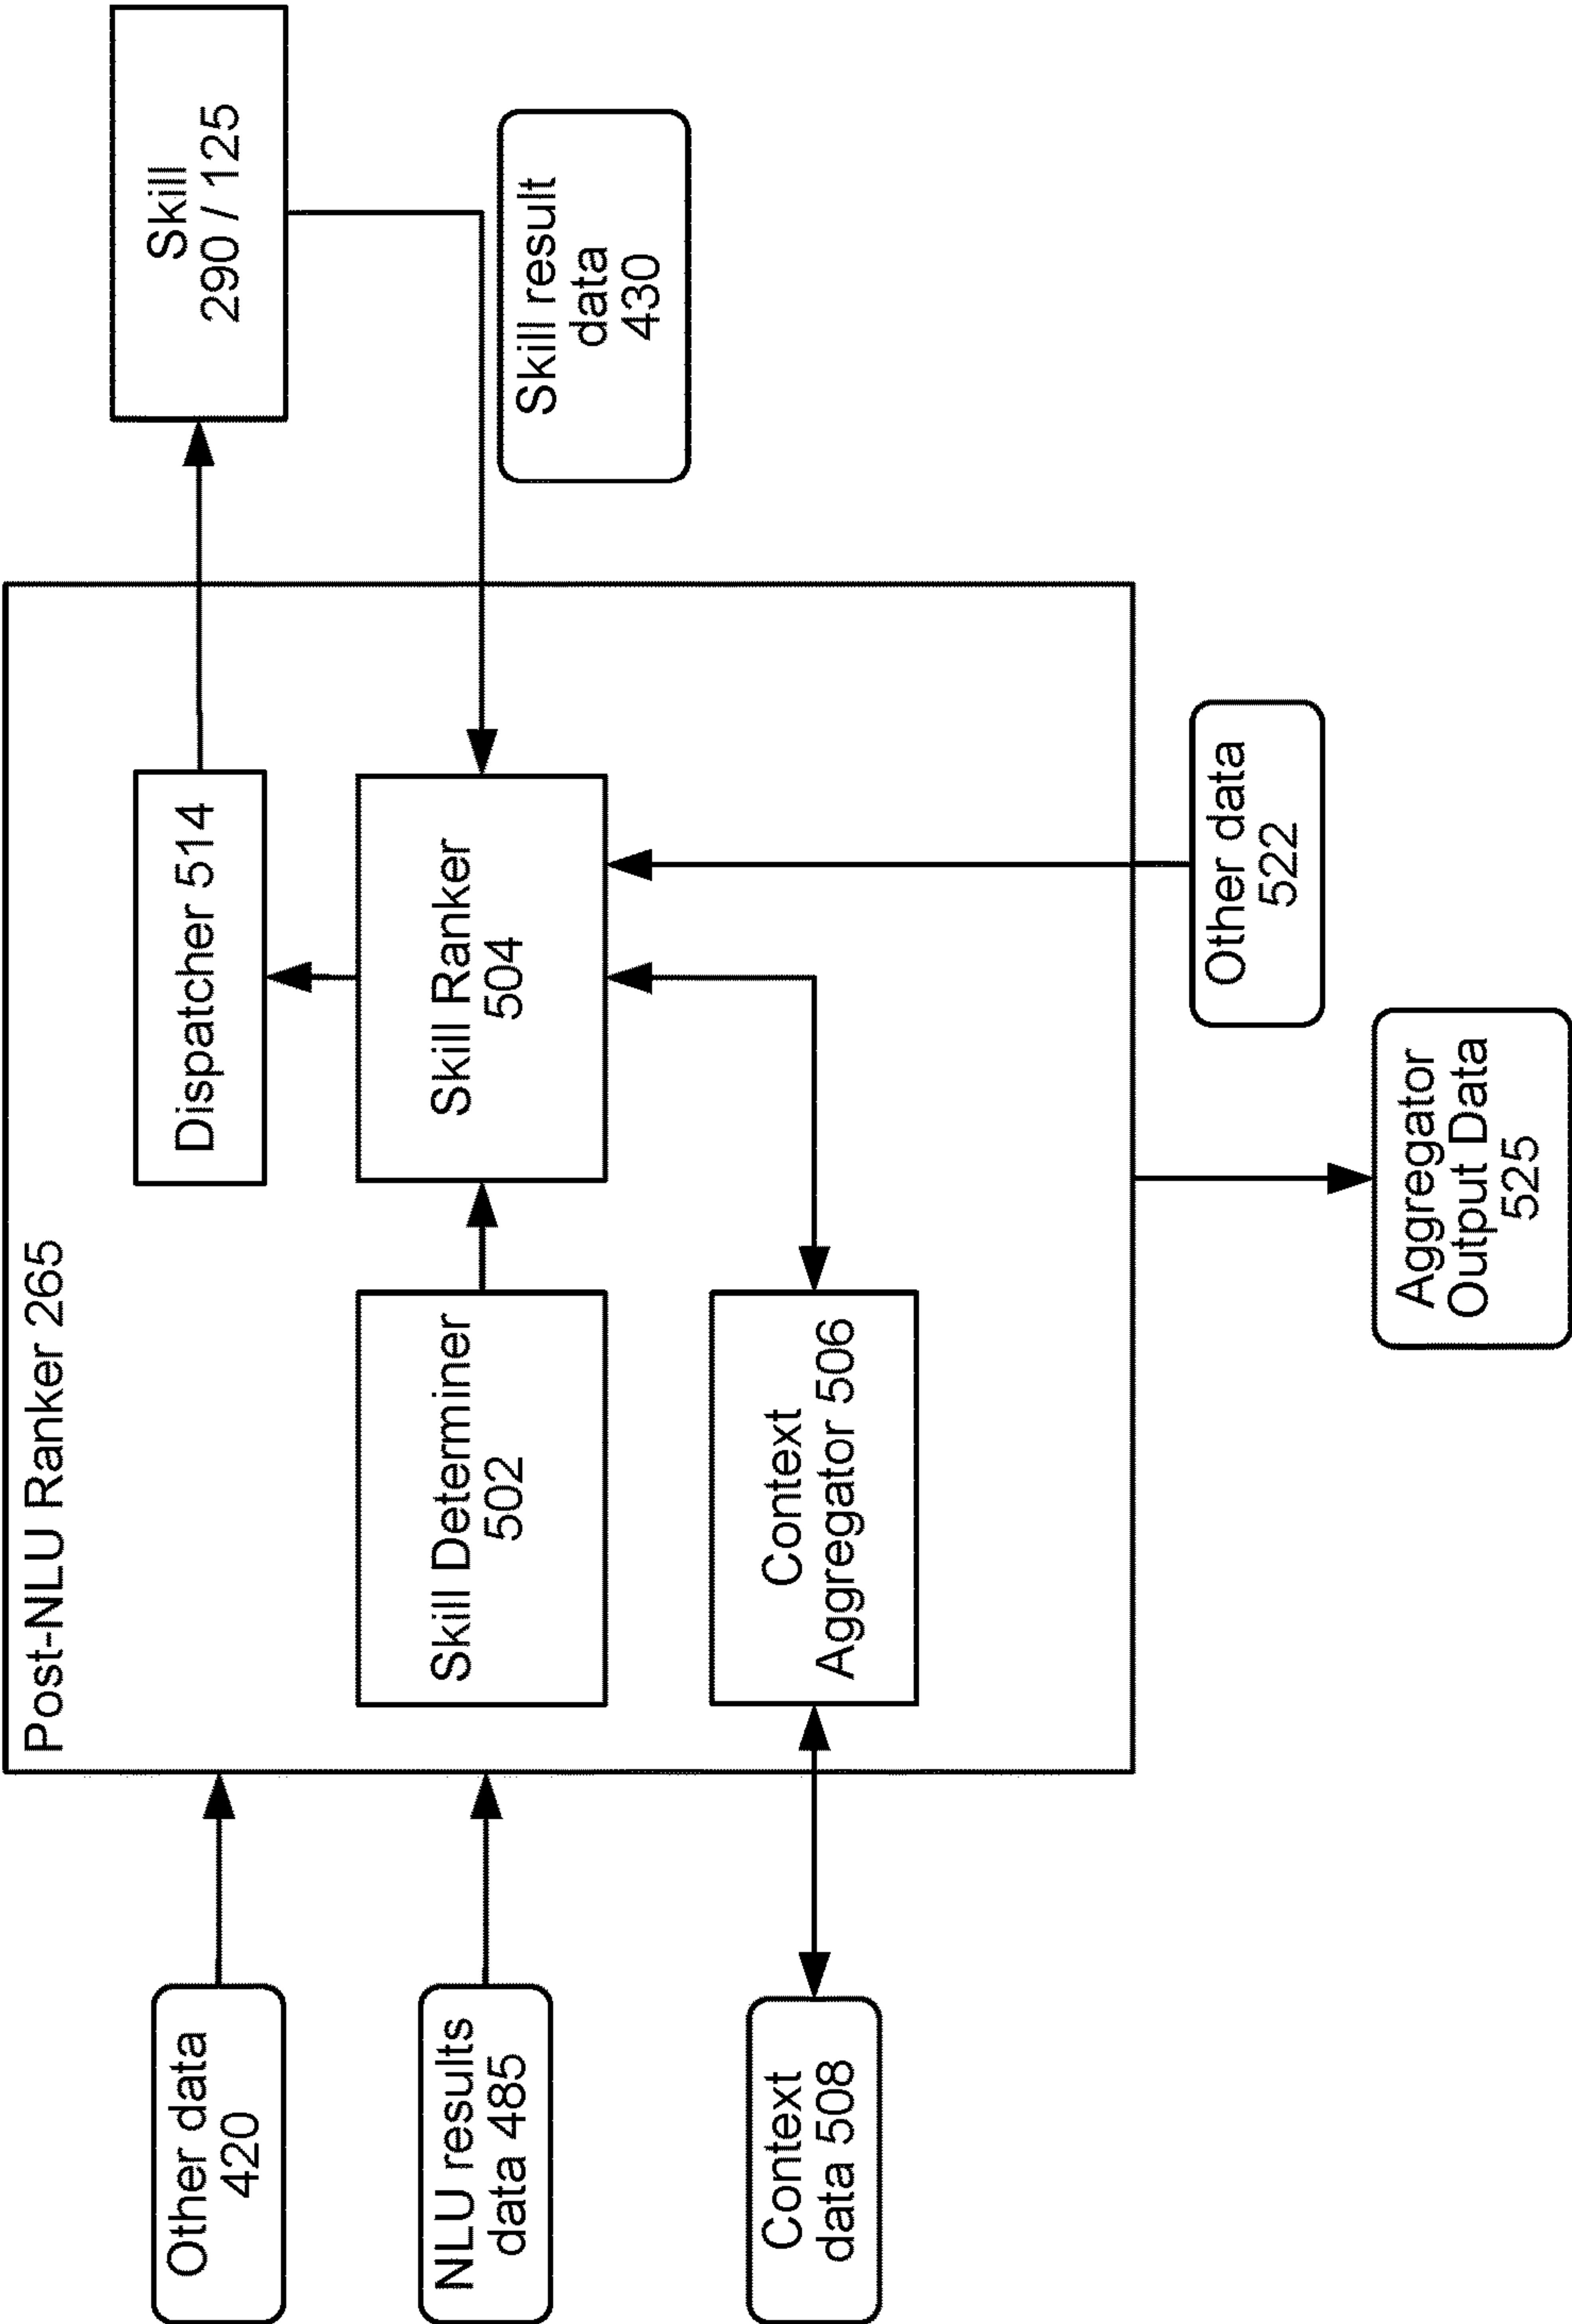 Post-NLU Ranker 265
Other data
420
NLU results
data 485
Context
data 508
Dispatcher 514
Skill Determiner
502
Skill Ranker
504
Context
Aggregator 506
Skill
290 / 125
Skill result
data
430
Other data
522
Aggregator
Output Data
525